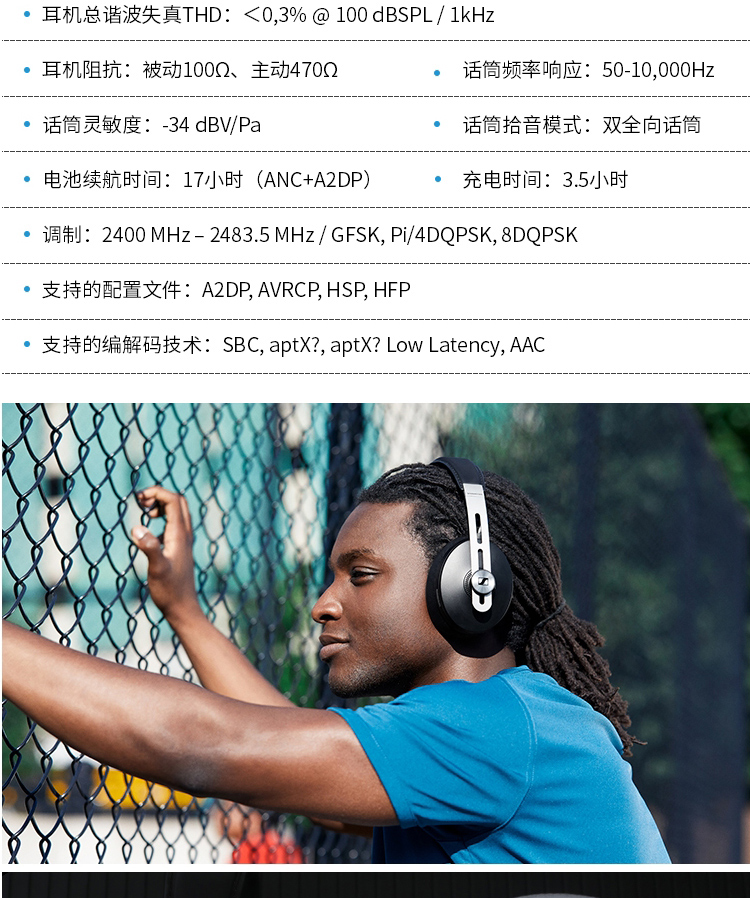 • 耳机总谐波失真THD：＜0,3% @ 100 dBSPL / 1kHz
• 耳机阻抗：被动100Ω、主动470Ω
• 话筒频率响应：50-10,000Hz
• 话筒灵敏度：-34 dBV/Pa
• 话筒拾音模式：双全向话筒
• 电池续航时间：17小时（ANC+A2DP）
• 充电时间：3.5小时
• 调制：2400 MHz – 2483.5 MHz / GFSK, Pi/4DQPSK, 8DQPSK
• 支持的配置文件：A2DP, AVRCP, HSP, HFP
• 支持的编解码技术：SBC, aptX?, aptX? Low Latency, AAC